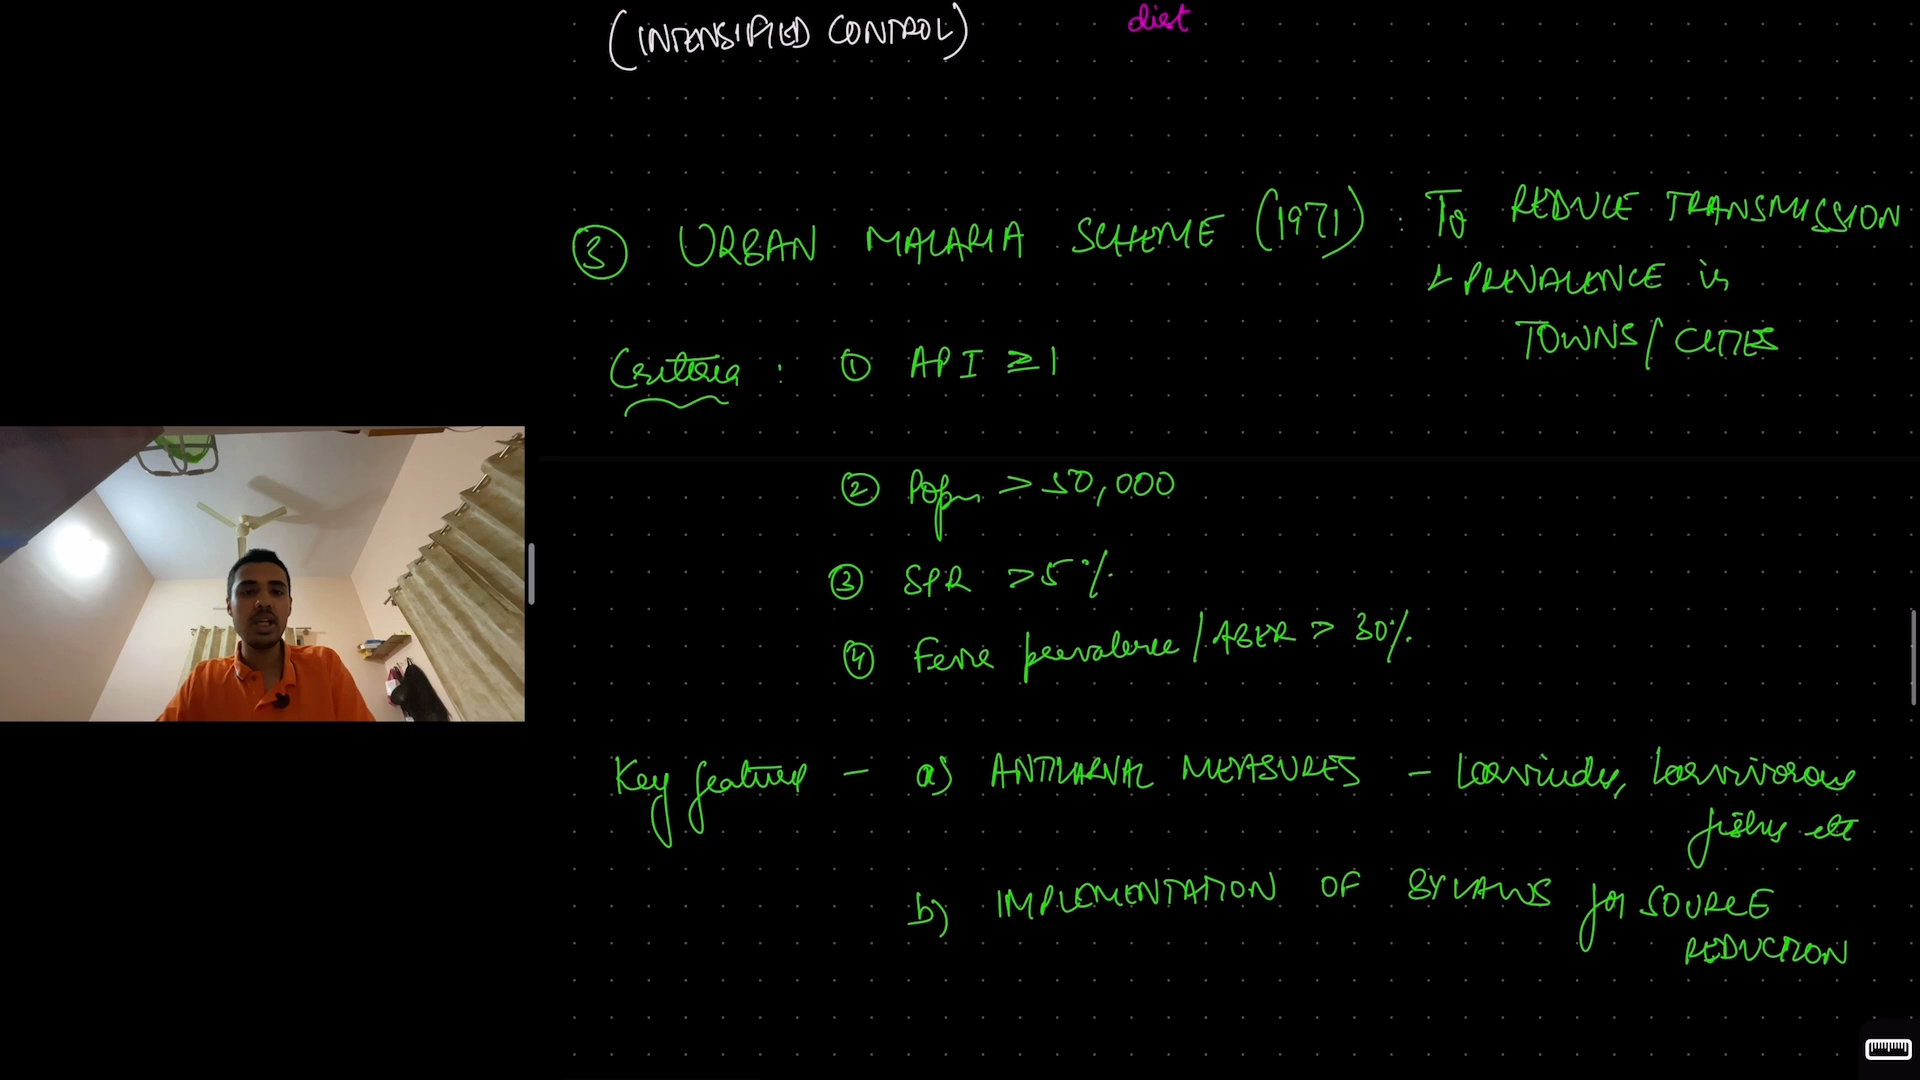 (INTENSIFIED CONTROL)
dist
③ URBAN MALARIA SCHEME (1971) : To REDUCE TRANSMISSION
& PREVALENCE in
TOWNS/CITIES
Criteria : ① API ≥ 1
② Popn > 50,000
③ SPR > 5%
④ Fever prevalence / ABER > 30%
Key features - a) ANTILARVAL MEASURES - Larvicides, Larvivorous
fishes etc
b) IMPLEMENTATION OF BYLAWS for SOURCE
REDUCTION